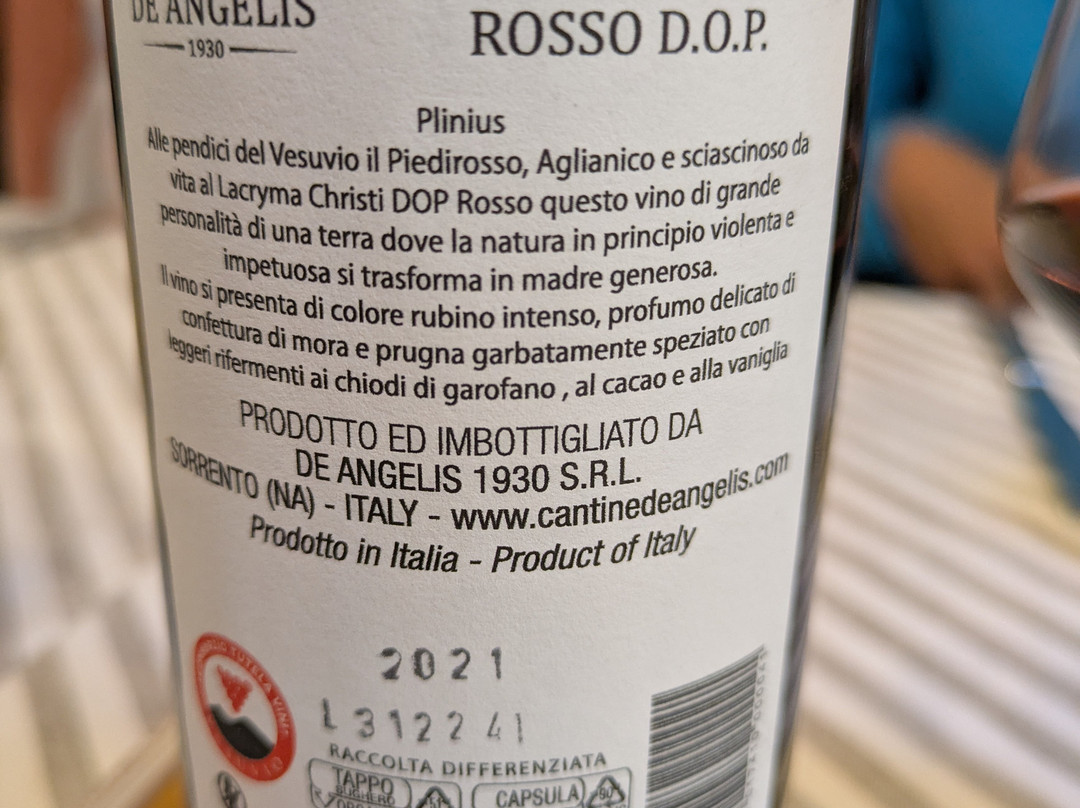 DE ANGELIS
1930
ROSSO D.O.P.
Plinius
Alle pendici del Vesuvio il Piedirosso, Aglianico e sciascinoso da
vita al Lacryma Christi DOP Rosso questo vino di grande
personalità di una terra dove la natura in principio violenta e
impetuosa si trasforma in madre generosa.
Il vino si presenta di colore rubino intenso, profumo delicato di
confettura di mora e prugna garbatamente speziato con
leggeri rifermenti ai chiodi di garofano , al cacao e alla vaniglia
PRODOTTO ED IMBOTTIGLIATO DA
DE ANGELIS 1930 S.R.L.
SORRENTO (NA) - ITALY - www.cantinedeangelis.com
Prodotto in Italia - Product of Italy
TUTELA VINI
2021
L 312241
RACCOLTA DIFFERENZIATA
TAPPO
SUGHERO
CAPSULA